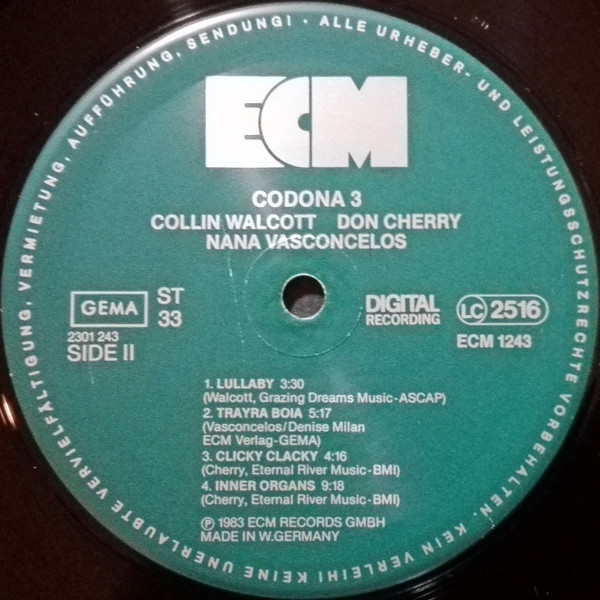 ALLE URHEBER- UND LEISTUNGSSCHUTZRECHTE VORBEHALTEN. KEIN VERLEIH! KEINE UNERLAUBTE VERVIELFÄLTIGUNG, VERMIETUNG, AUFFÜHRUNG, SENDUNG! ·
ECM
CODONA 3
COLLIN WALCOTT DON CHERRY
NANA VASCONCELOS
GEMA
ST
33
2301 243
SIDE II
DIGITAL
RECORDING
LC 2516
ECM 1243
1. LULLABY 3:30
(Walcott, Grazing Dreams Music-ASCAP)
2. TRAYRA BOIA 5:17
(Vasconcelos/Denise Milan
ECM Verlag-GEMA)
3. CLICKY CLACKY 4:16
(Cherry, Eternal River Music-BMI)
4. INNER ORGANS 9:18
(Cherry, Eternal River Music-BMI)
℗ 1983 ECM RECORDS GMBH
MADE IN W.GERMANY